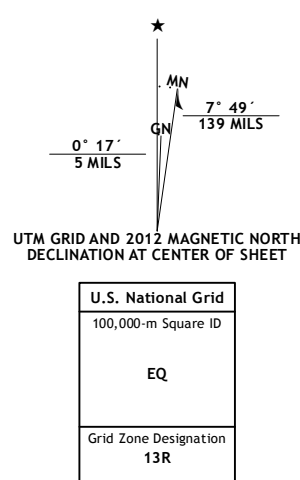 ★
MN
GN
7° 49´
139 MILS
0° 17´
5 MILS
UTM GRID AND 2012 MAGNETIC NORTH
DECLINATION AT CENTER OF SHEET
U.S. National Grid
100,000-m Square ID
EQ
Grid Zone Designation
13R